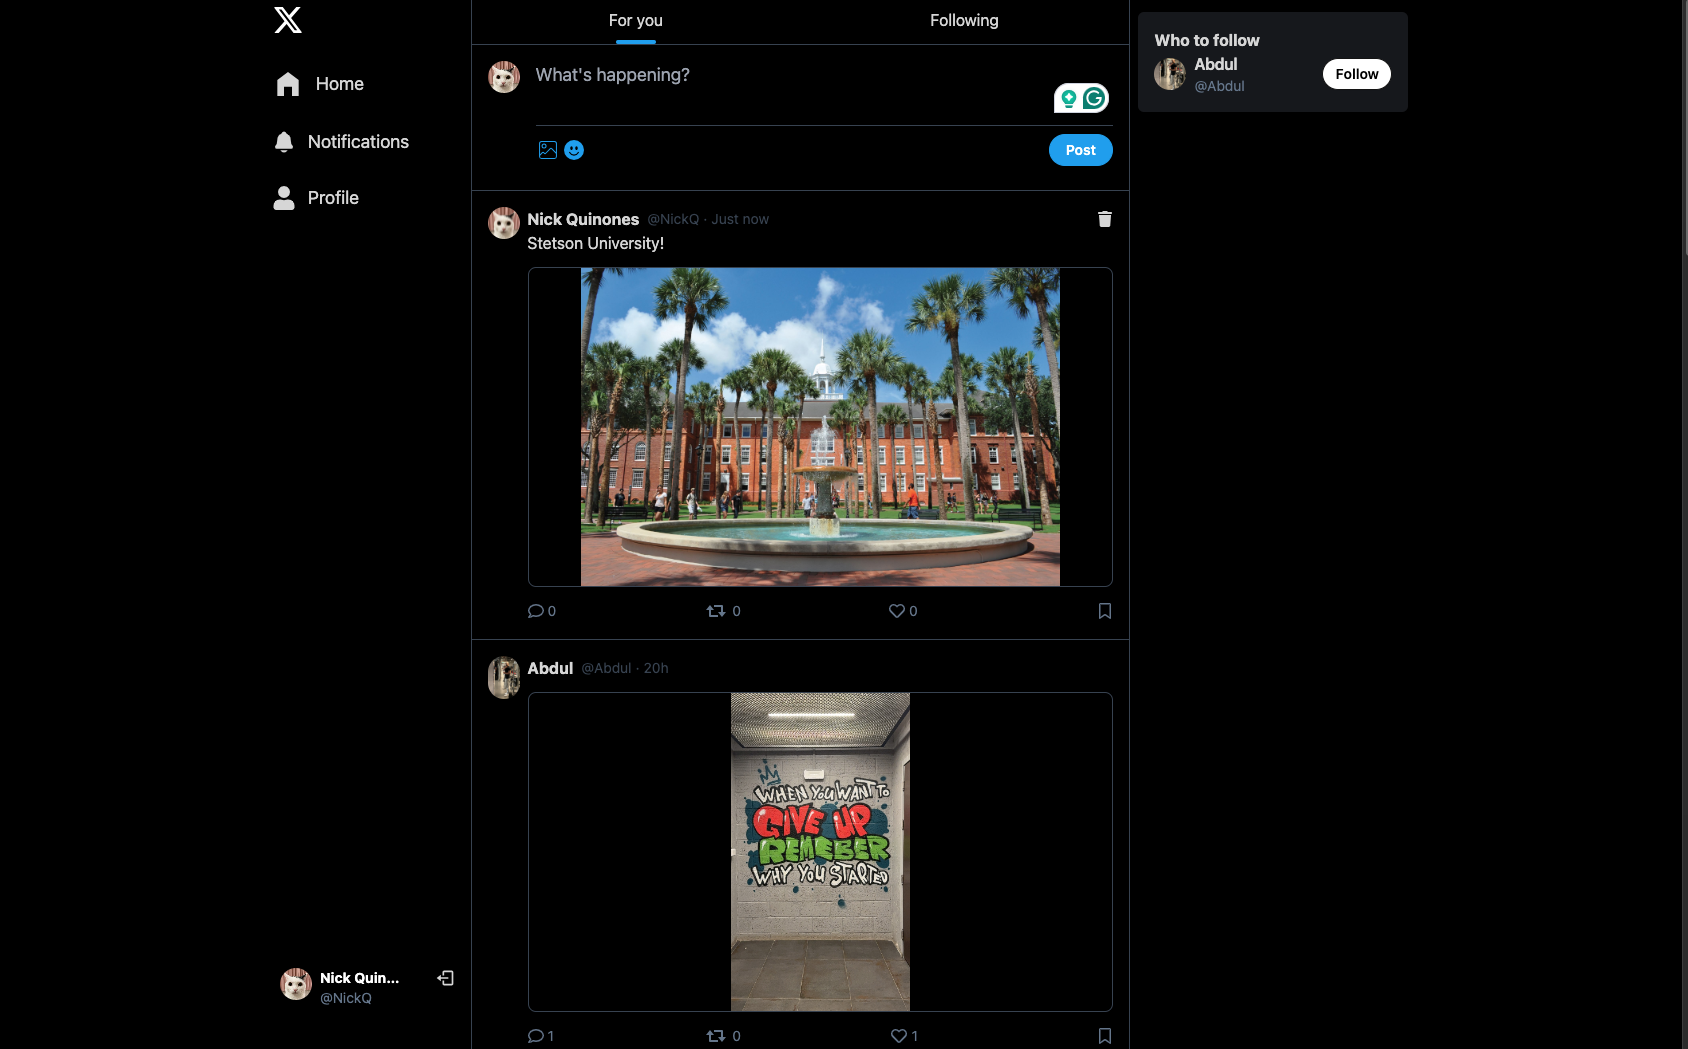 Home
Notifications
Profile
Nick Quin...
@NickQ
For you
Following
What's happening?
Post
Nick Quinones @NickQ · Just now
Stetson University!
0 0 0
Abdul @Abdul · 20h
WHEN YOU WANT TO
GIVE UP
REMEBER
WHY YOU STARTED
1 0 1
Who to follow
Abdul
@Abdul
Follow